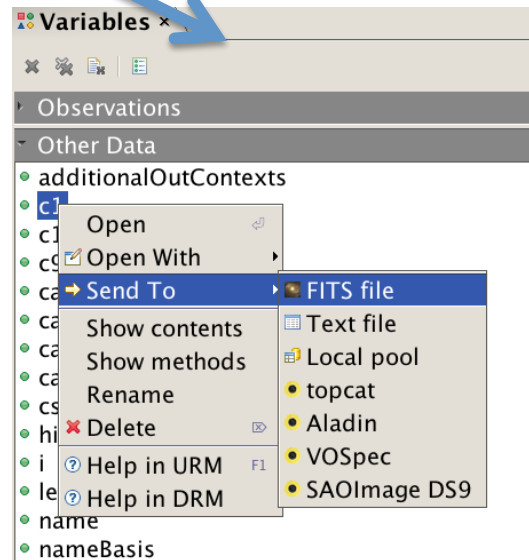 Variables
Observations
Other Data
additionalOutContexts
c1
Open
Open With
Send To
Show contents
Show methods
Rename
Delete
Help in URM F1
Help in DRM
FITS file
Text file
Local pool
topcat
Aladin
VOSpec
SAOImage DS9
c1
c9
ca
ca
ca
ca
cs
hi
i
le
name
nameBasis